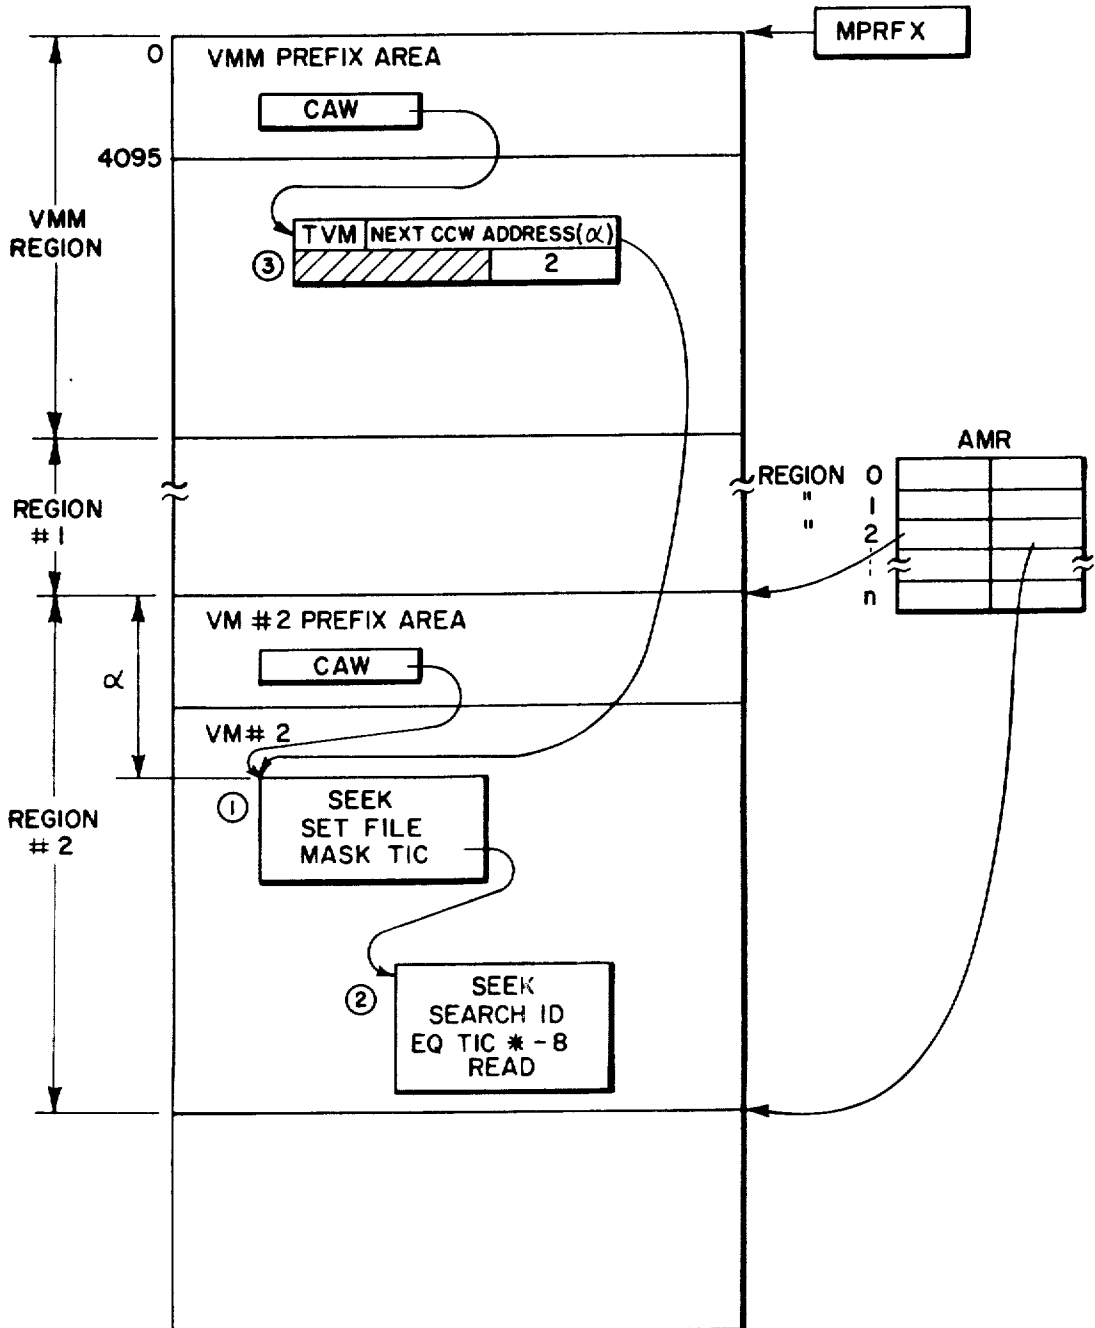 MPRFX
0
VMM PREFIX AREA
CAW
4095
VMM
REGION
TVM NEXT CCW ADDRESS(α)
③ 2
REGION
#1
AMR
REGION 0
" 1
" 2
n
VM #2 PREFIX AREA
CAW
α
VM# 2
REGION
#2
①
SEEK
SET FILE
MASK TIC
②
SEEK
SEARCH ID
EQ TIC * - 8
READ